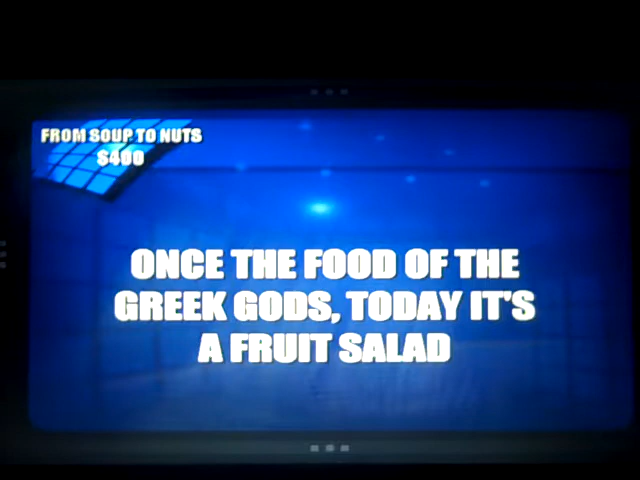 FROM SOUP TO NUTS
$400
ONCE THE FOOD OF THE
GREEK GODS, TODAY IT'S
A FRUIT SALAD